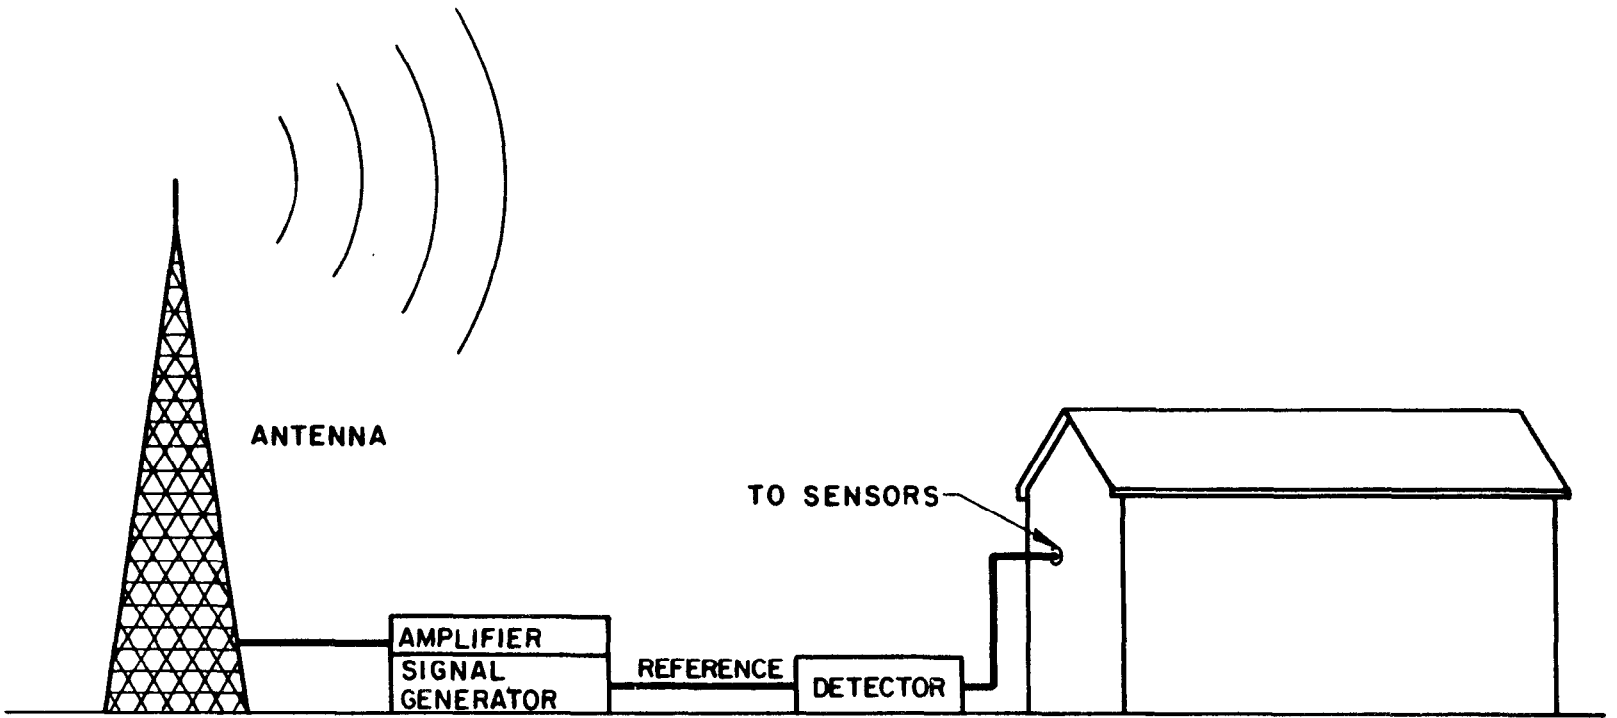 ANTENNA
TO SENSORS
AMPLIFIER
SIGNAL
GENERATOR
REFERENCE
DETECTOR